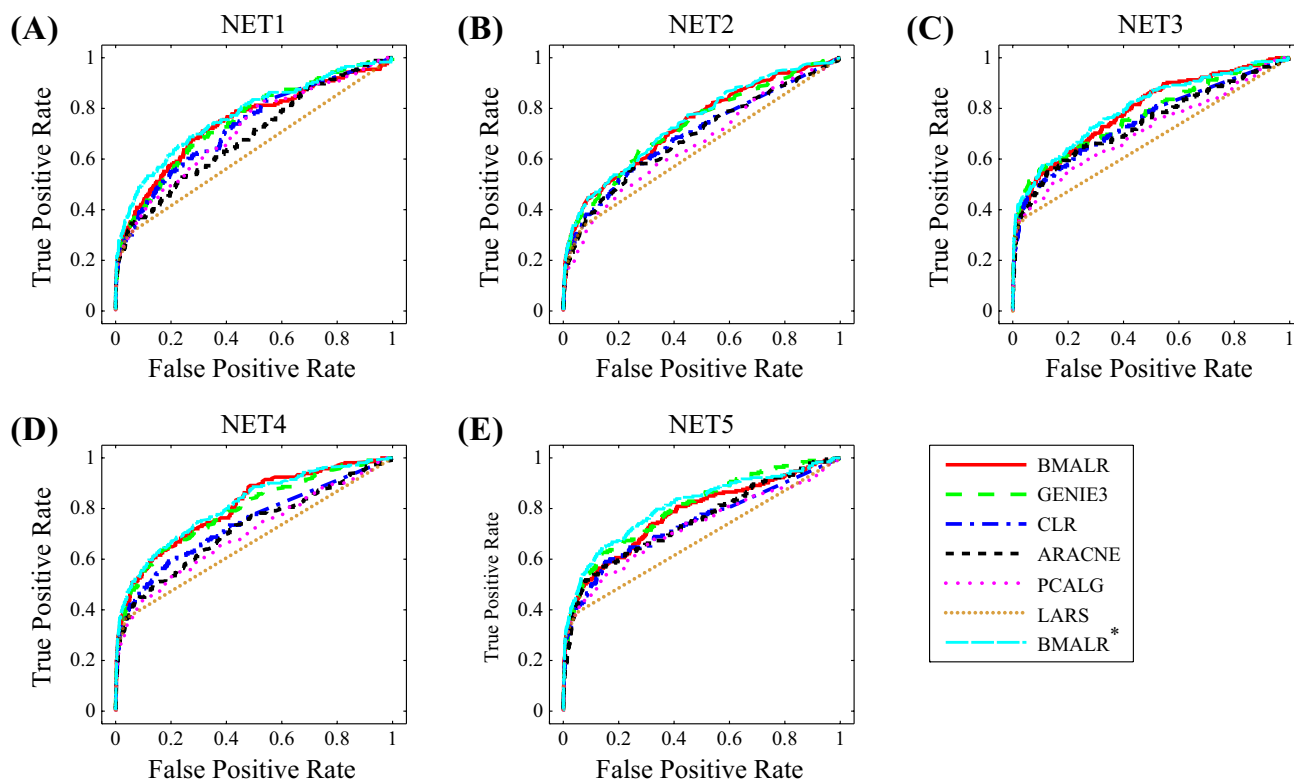 (A) NET1
True Positive Rate
1
0.8
0.6
0.4
0.2
0
0 0.2 0.4 0.6 0.8 1
False Positive Rate
(B) NET2
True Positive Rate
1
0.8
0.6
0.4
0.2
0
0 0.2 0.4 0.6 0.8 1
False Positive Rate
(C) NET3
True Positive Rate
1
0.8
0.6
0.4
0.2
0
0 0.2 0.4 0.6 0.8 1
False Positive Rate
(D) NET4
True Positive Rate
1
0.8
0.6
0.4
0.2
0
0 0.2 0.4 0.6 0.8 1
False Positive Rate
(E) NET5
True Positive Rate
1
0.8
0.6
0.4
0.2
0
0 0.2 0.4 0.6 0.8 1
False Positive Rate
BMALR
GENIE3
CLR
ARACNE
PCALG
LARS
BMALR*